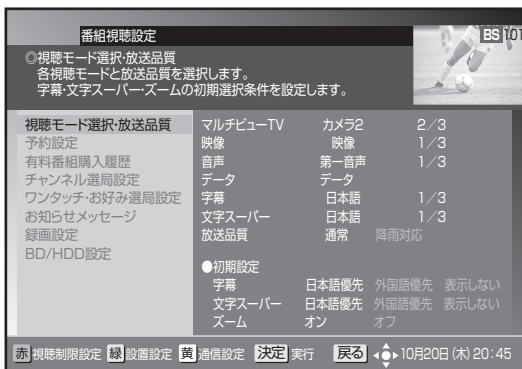 番組視聴設定
BS 101
◎視聴モード選択・放送品質
各視聴モードと放送品質を選択します。
字幕・文字スーパー・ズームの初期選択条件を設定します。
視聴モード選択・放送品質
予約設定
有料番組購入履歴
チャンネル選局設定
ワンタッチ・お好み選局設定
お知らせメッセージ
録画設定
BD/HDD設定
マルチビューTV カメラ2 2/3
映像 映像 1/3
音声 第一音声 1/3
データ データ
字幕 日本語 1/3
文字スーパー 日本語 1/3
放送品質 通常 降雨対応
●初期設定
字幕 日本語優先 外国語優先 表示しない
文字スーパー 日本語優先 外国語優先 表示しない
ズーム オン オフ
赤 視聴制限設定 緑 設置設定 黄 通信設定 決定 実行 戻る 10月20日(木)20:45